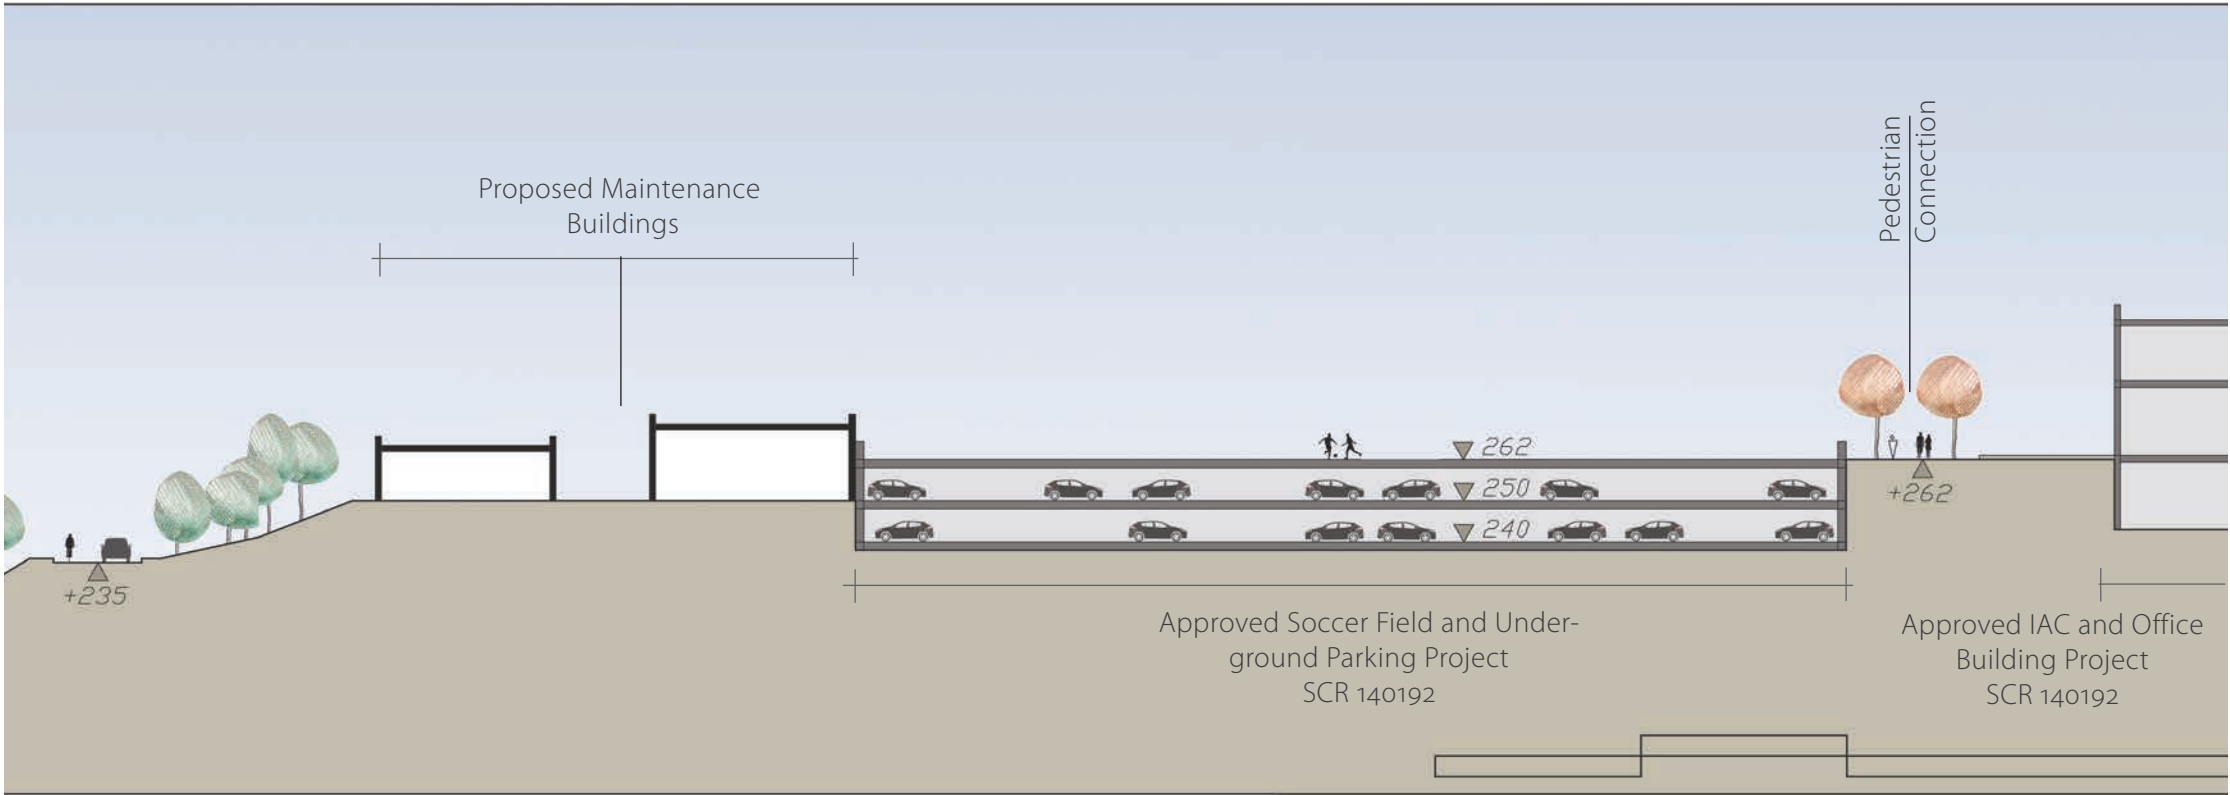 Proposed Maintenance
Buildings
Pedestrian
Connection
262
250
240
+262
+235
Approved Soccer Field and Under-
ground Parking Project
SCR 140192
Approved IAC and Office
Building Project
SCR 140192